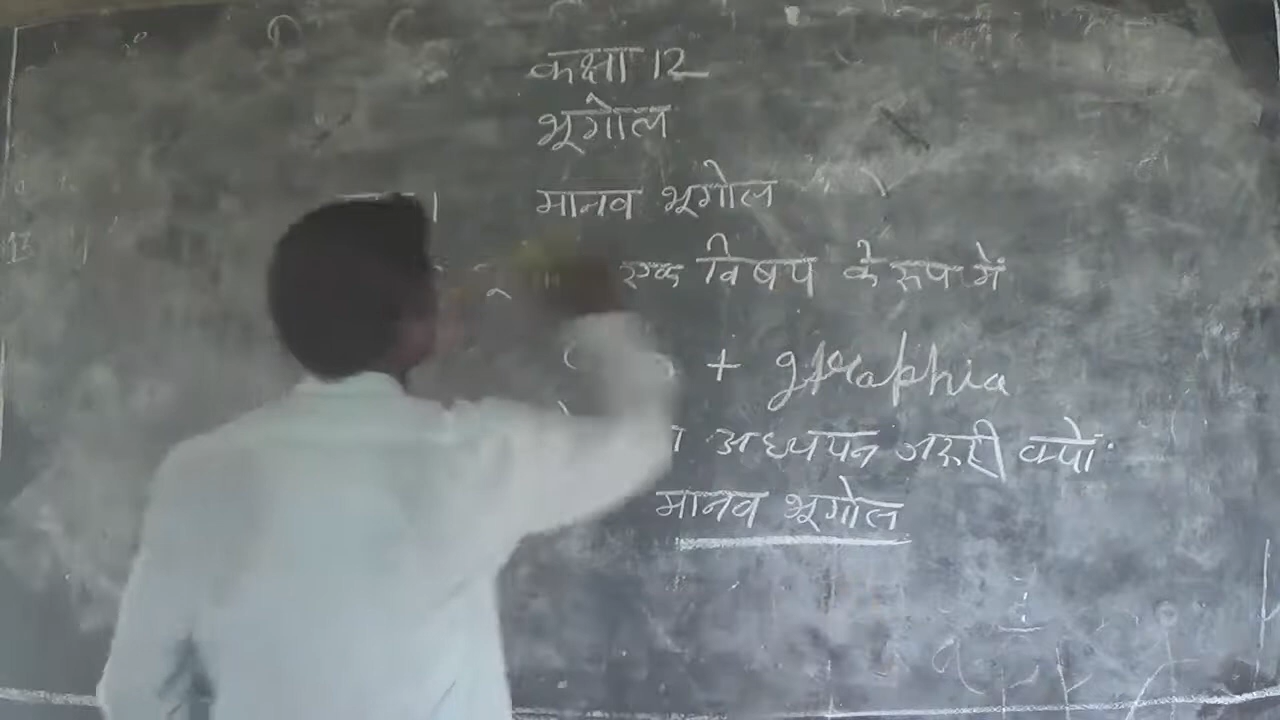 कक्षा 12
भूगोल
मानव भूगोल
एक विषय के रूप में
+ graphia
अध्ययन जरूरी क्यों
मानव भूगोल